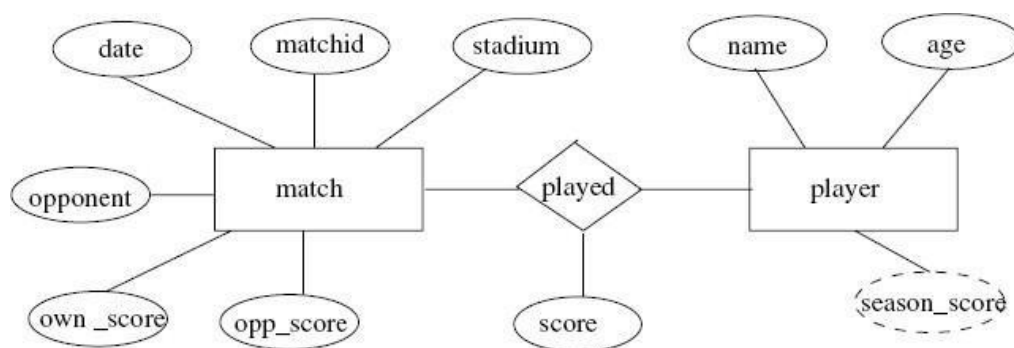 date
matchid
stadium
name
age
opponent
match
played
player
own _score
opp_score
score
season_score